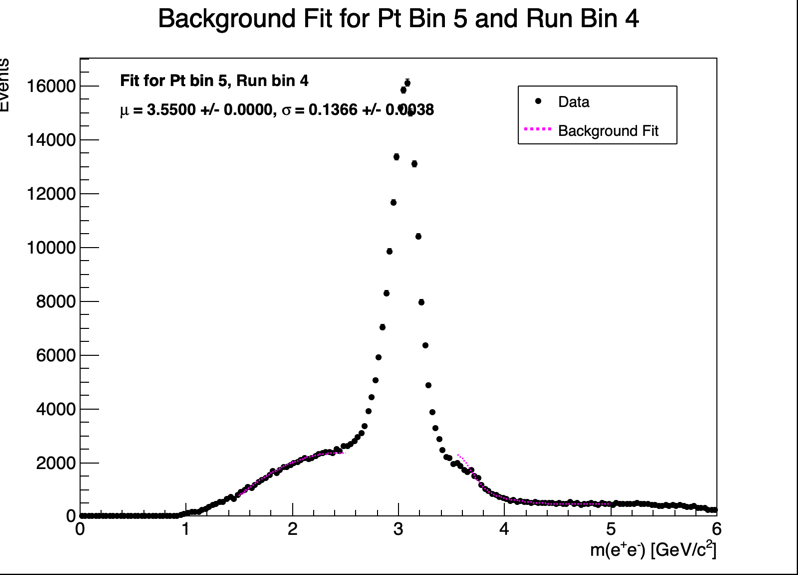 Background Fit for Pt Bin 5 and Run Bin 4
Events
Fit for Pt bin 5, Run bin 4
μ = 3.5500 +/- 0.0000, σ = 0.1366 +/- 0.0038
Data
Background Fit
16000
14000
12000
10000
8000
6000
4000
2000
0
0 1 2 3 4 5 6
m(e⁺e⁻) [GeV/c²]